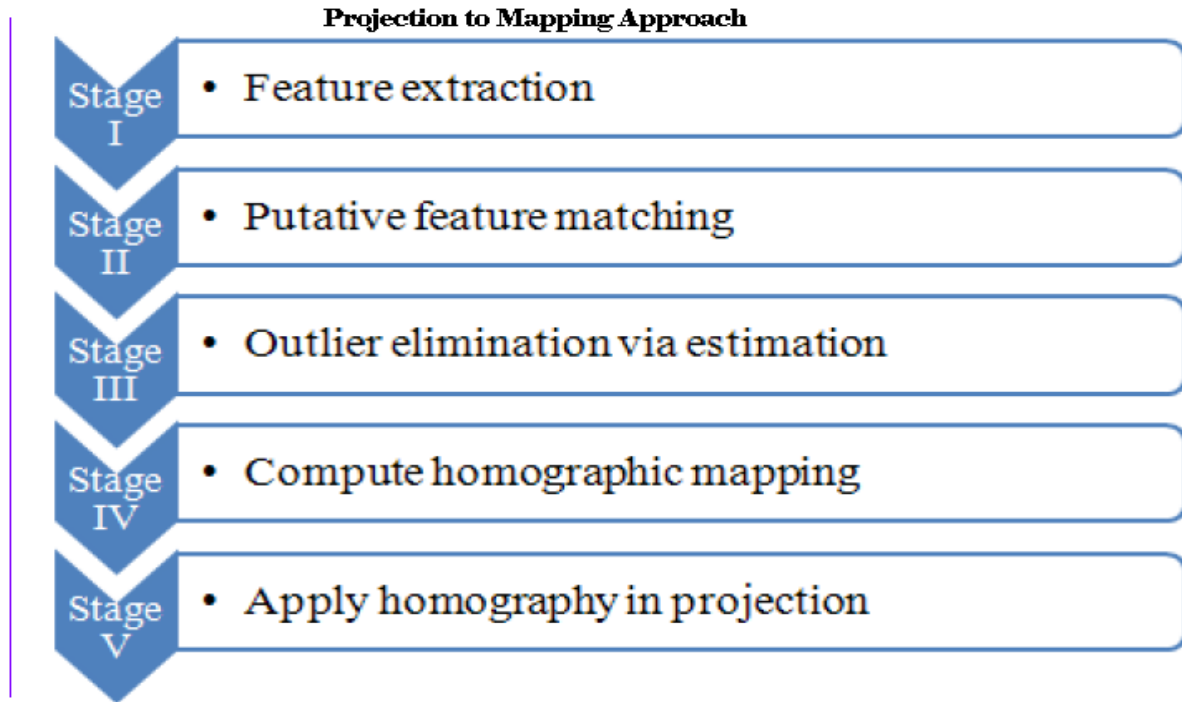 Projection to Mapping Approach
Stage
I
• Feature extraction
Stage
II
• Putative feature matching
Stage
III
• Outlier elimination via estimation
Stage
IV
• Compute homographic mapping
Stage
V
• Apply homography in projection